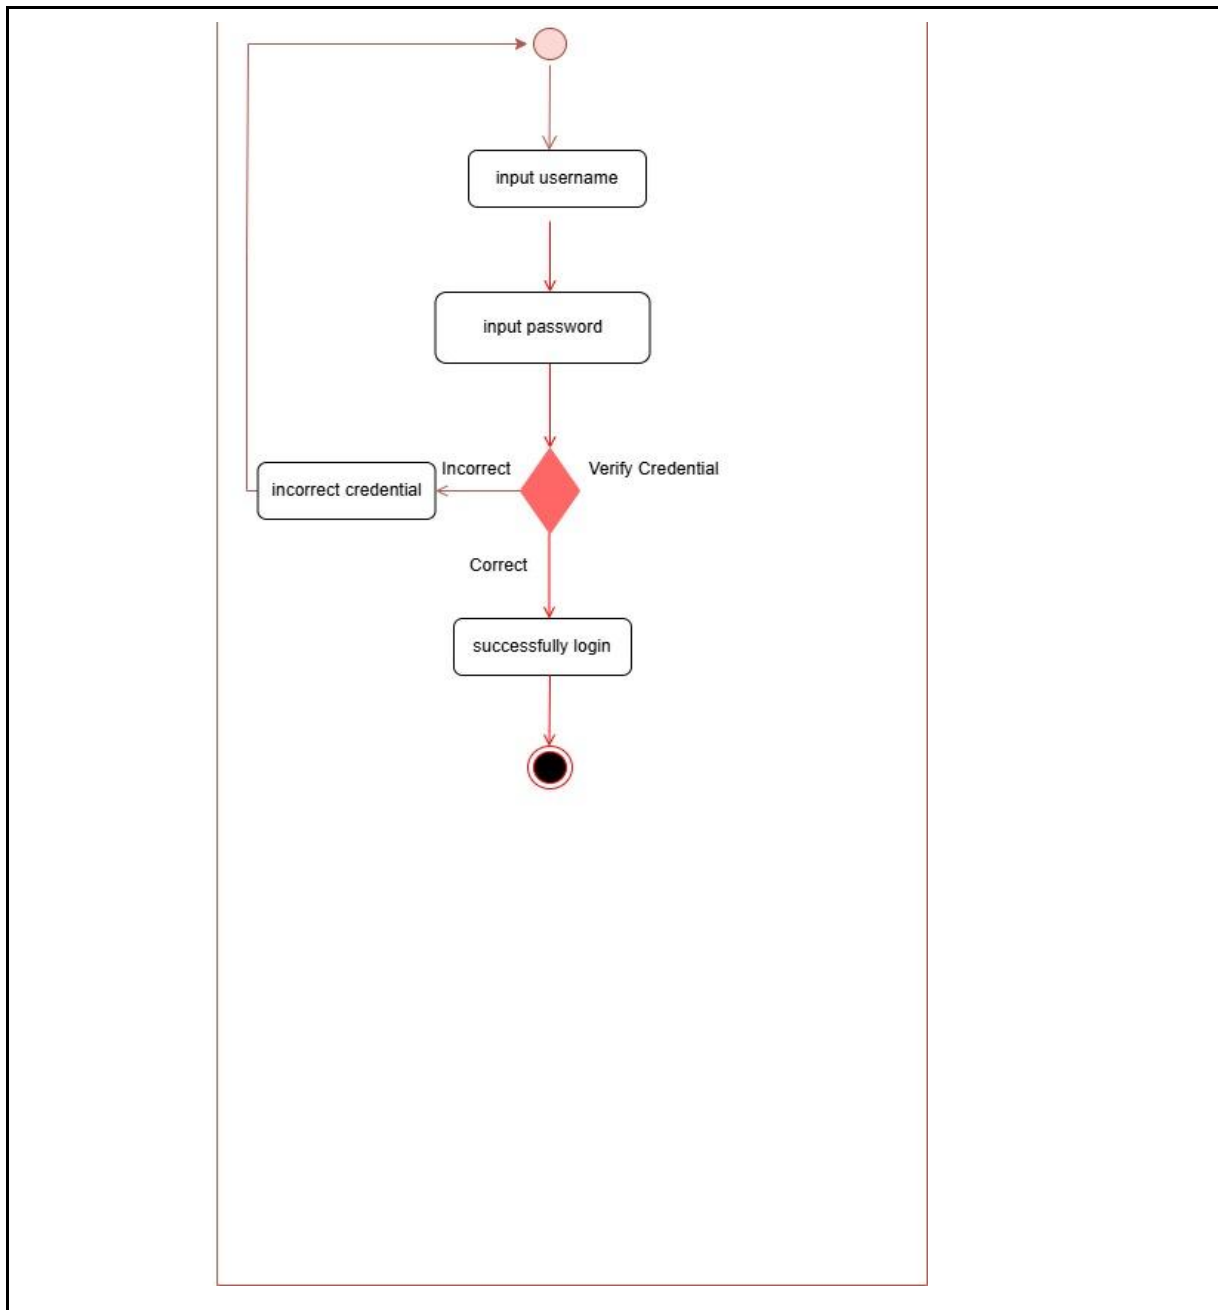 input username
input password
Incorrect
Verify Credential
incorrect credential
Correct
successfully login